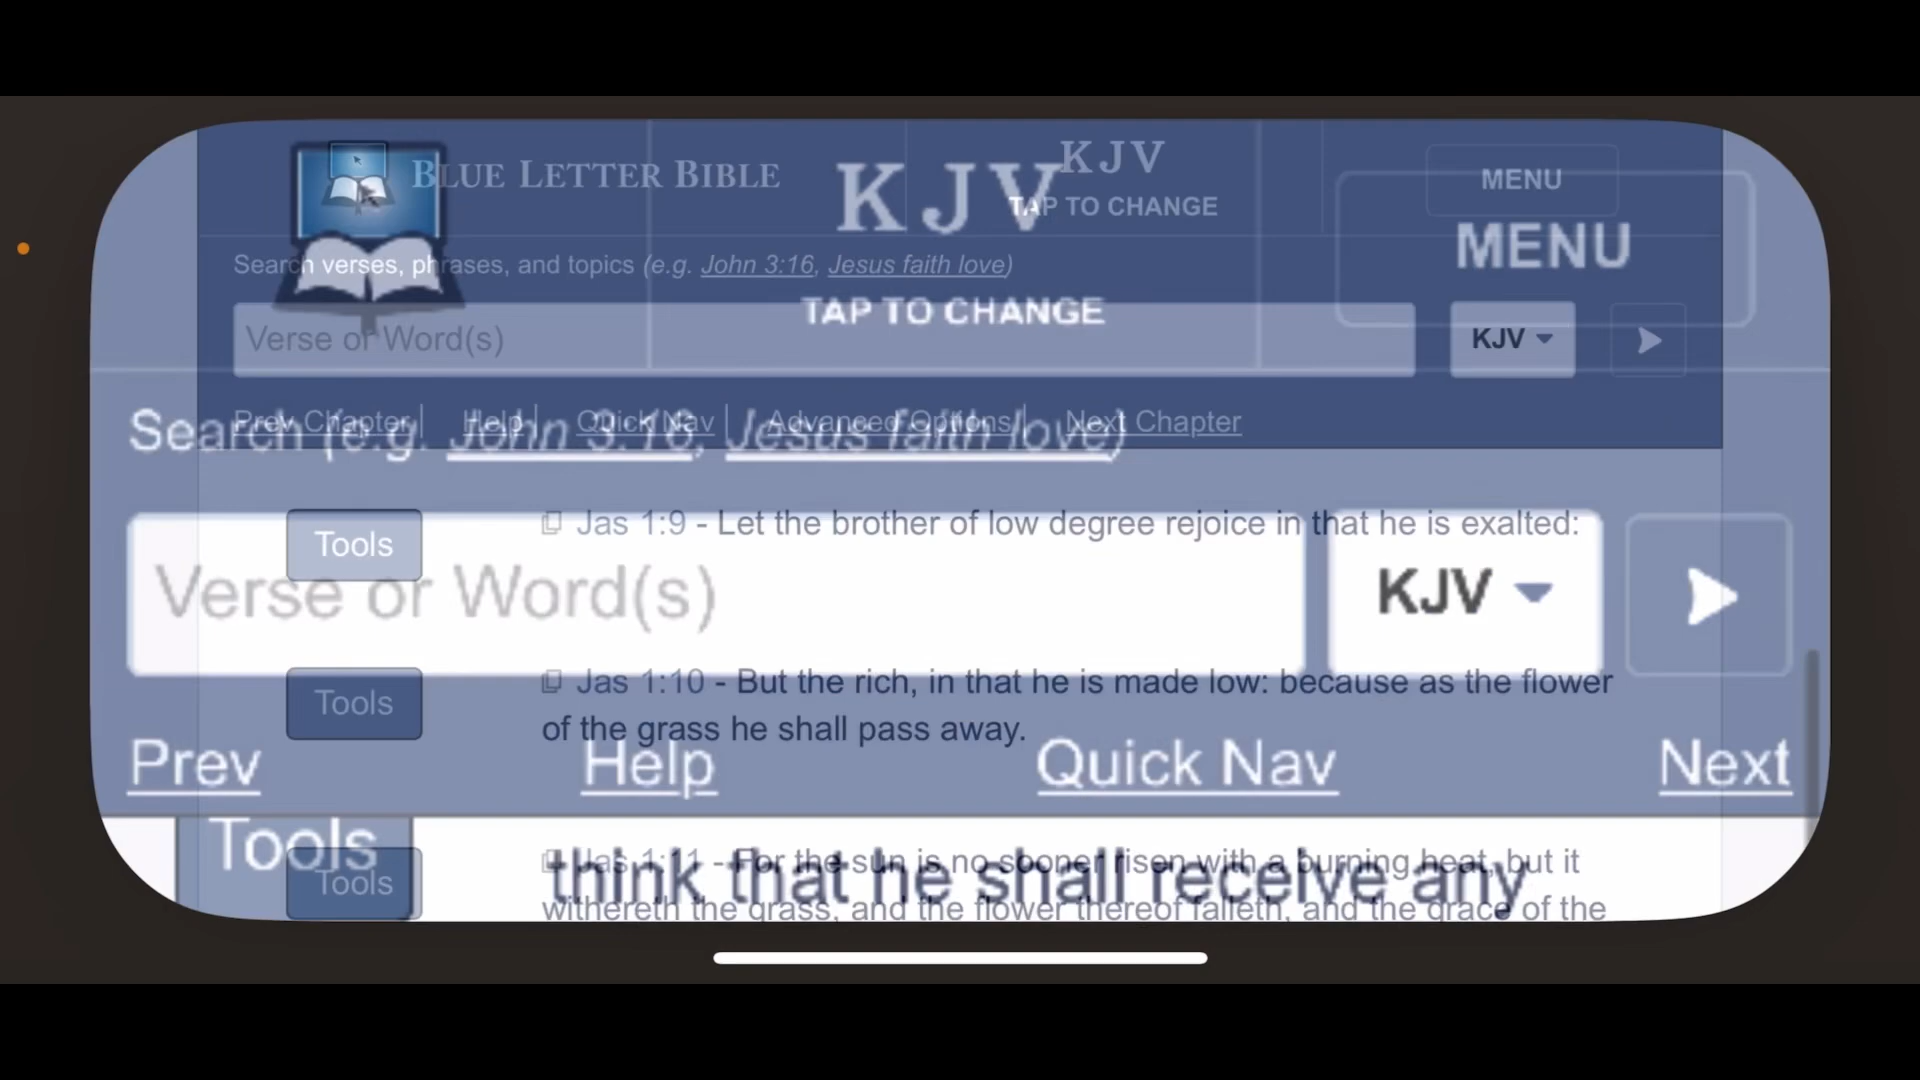 BLUE LETTER BIBLE
KJV
TAP TO CHANGE
MENU
KJV
TAP TO CHANGE
MENU
Search verses, phrases, and topics (e.g. John 3:16, Jesus faith love)
Verse or Word(s)
KJV
Prev Chapter | Help | Quick Nav | Advanced Options | Next Chapter
Search (e.g. John 3:16, Jesus faith love)
Tools
Jas 1:9 - Let the brother of low degree rejoice in that he is exalted:
Verse or Word(s)
KJV
Tools
Jas 1:10 - But the rich, in that he is made low: because as the flower
of the grass he shall pass away.
Prev
Help
Quick Nav
Next
Tools
think that he shall receive any
Tools
Jas 1:11 - For the sun is no sooner risen with a burning heat, but it
withereth the grass, and the flower thereof falleth, and the grace of the